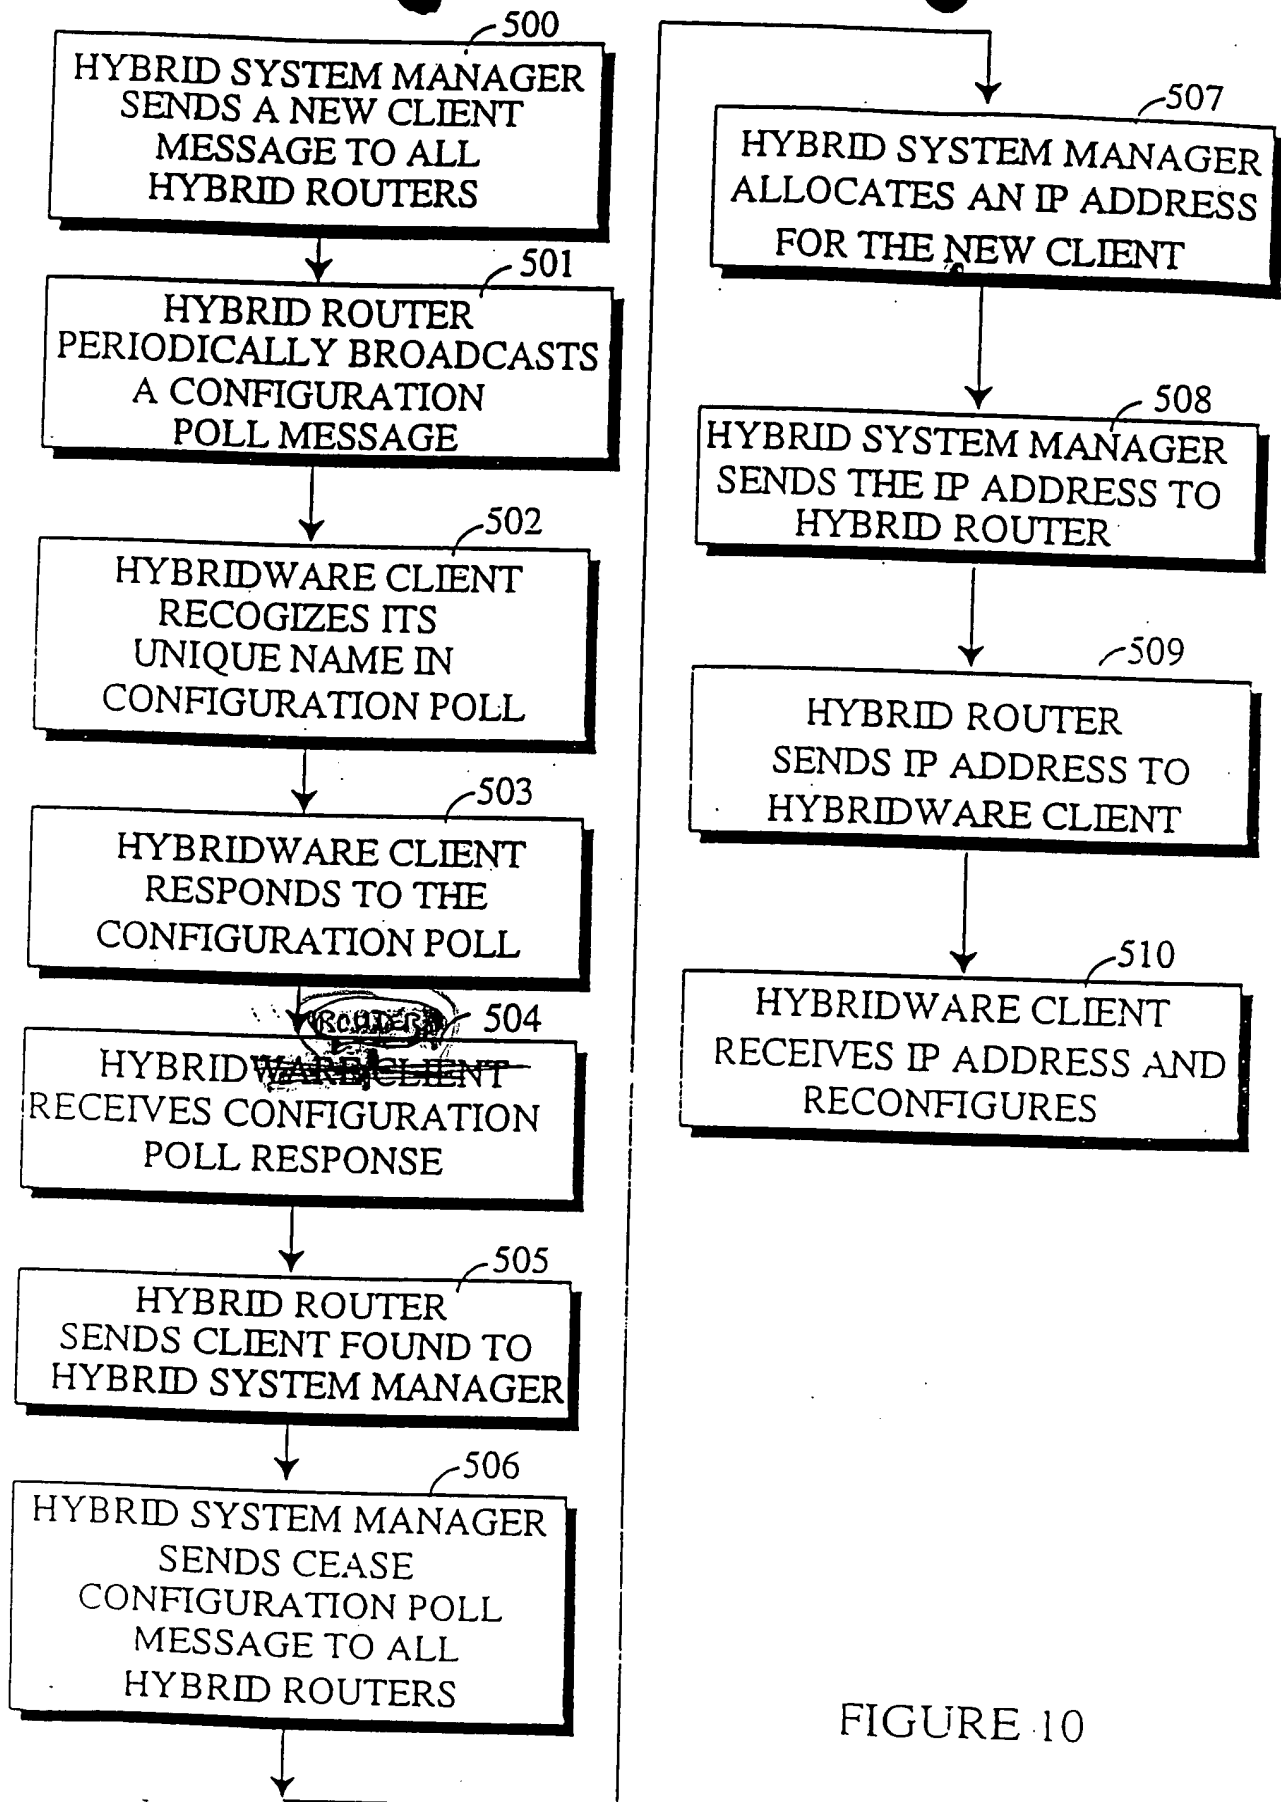 500
HYBRID SYSTEM MANAGER
SENDS A NEW CLIENT
MESSAGE TO ALL
HYBRID ROUTERS
501
HYBRID ROUTER
PERIODICALLY BROADCASTS
A CONFIGURATION
POLL MESSAGE
502
HYBRIDWARE CLIENT
RECOGIZES ITS
UNIQUE NAME IN
CONFIGURATION POLL
503
HYBRIDWARE CLIENT
RESPONDS TO THE
CONFIGURATION POLL
ROUTER 504
HYBRIDWARE CLIENT
RECEIVES CONFIGURATION
POLL RESPONSE
505
HYBRID ROUTER
SENDS CLIENT FOUND TO
HYBRID SYSTEM MANAGER
506
HYBRID SYSTEM MANAGER
SENDS CEASE
CONFIGURATION POLL
MESSAGE TO ALL
HYBRID ROUTERS
507
HYBRID SYSTEM MANAGER
ALLOCATES AN IP ADDRESS
FOR THE NEW CLIENT
508
HYBRID SYSTEM MANAGER
SENDS THE IP ADDRESS TO
HYBRID ROUTER
509
HYBRID ROUTER
SENDS IP ADDRESS TO
HYBRIDWARE CLIENT
510
HYBRIDWARE CLIENT
RECEIVES IP ADDRESS AND
RECONFIGURES
FIGURE 10